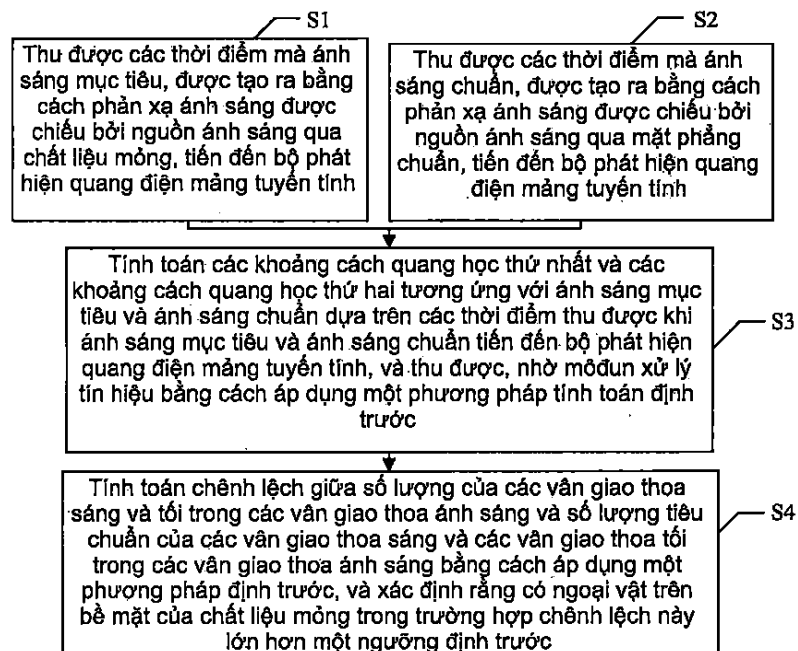 S1
Thu được các thời điểm mà ánh
sáng mục tiêu, được tạo ra bằng
cách phản xạ ánh sáng được
chiếu bởi nguồn ánh sáng qua
chất liệu mỏng, tiến đến bộ phát
hiện quang điện mảng tuyến tính
S2
Thu được các thời điểm mà ánh
sáng chuẩn, được tạo ra bằng cách
phản xạ ánh sáng được chiếu bởi
nguồn ánh sáng qua mặt phẳng
chuẩn, tiến đến bộ phát hiện quang
điện mảng tuyến tính
Tính toán các khoảng cách quang học thứ nhất và các
khoảng cách quang học thứ hai tương ứng với ánh sáng mục
tiêu và ánh sáng chuẩn dựa trên các thời điểm thu được khi
ánh sáng mục tiêu và ánh sáng chuẩn tiến đến bộ phát hiện
quang điện mảng tuyến tính, và thu được, nhờ môđun xử lý
tín hiệu bằng cách áp dụng một phương pháp tính toán định
trước
S3
Tính toán chênh lệch giữa số lượng của các vân giao thoa
sáng và tối trong các vân giao thoa ánh sáng và số lượng tiêu
chuẩn của các vân giao thoa sáng và các vân giao thoa tối
trong các vân giao thoa ánh sáng bằng cách áp dụng một
phương pháp định trước, và xác định rằng có ngoại vật trên
bề mặt của chất liệu mỏng trong trường hợp chênh lệch này
lớn hơn một ngưỡng định trước
S4